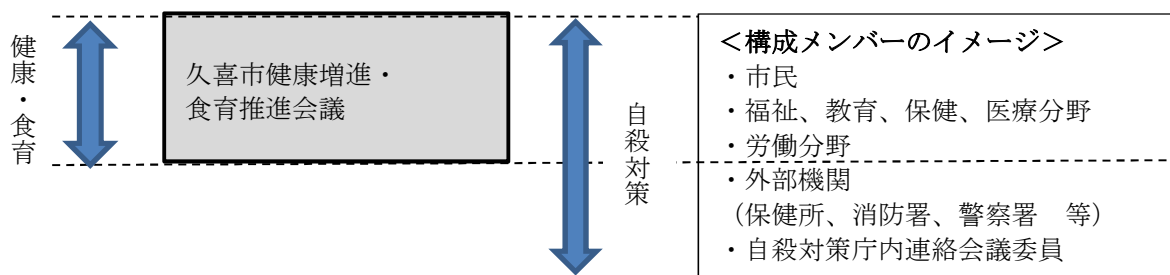 健康・食育
久喜市健康増進・
食育推進会議
自殺対策
＜構成メンバーのイメージ＞
・市民
・福祉、教育、保健、医療分野
・労働分野
・外部機関
（保健所、消防署、警察署　等）
・自殺対策庁内連絡会議委員